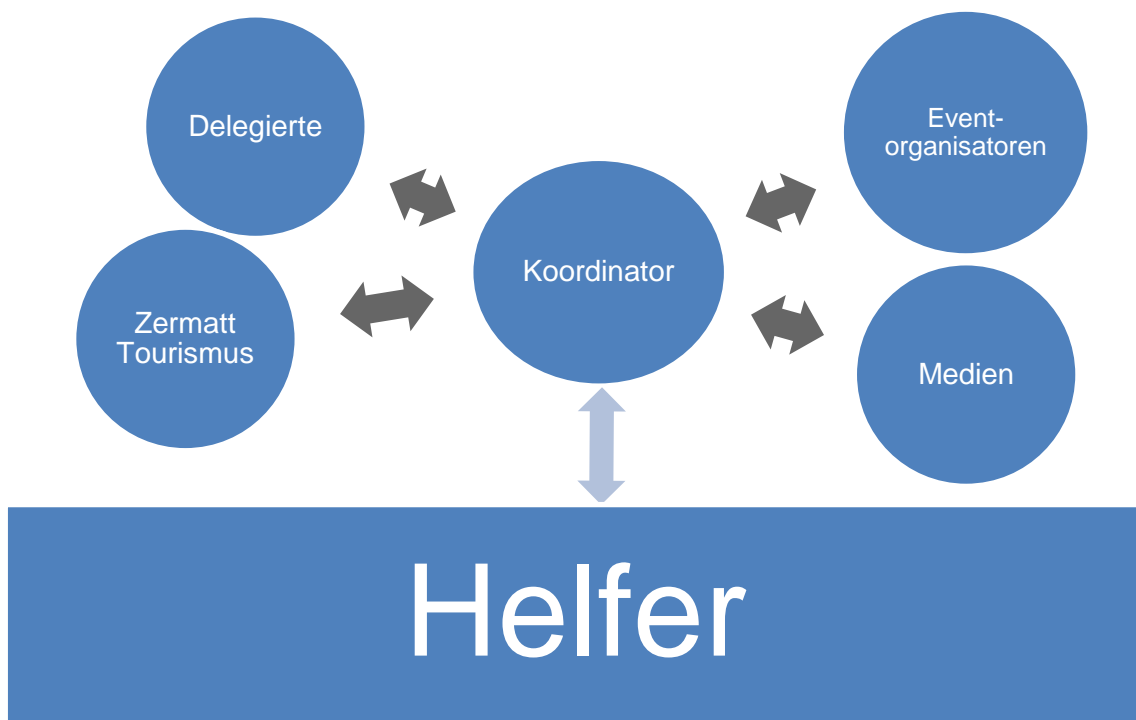 Delegierte
Event-
organisatoren
Koordinator
Zermatt
Tourismus
Medien
Helfer